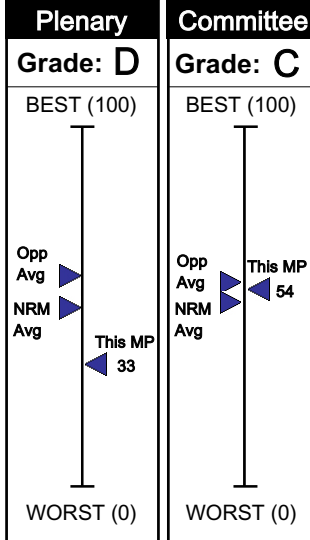 Plenary
Grade: D
BEST (100)
Opp
Avg
NRM
Avg
This MP
33
WORST (0)
Committee
Grade: C
BEST (100)
Opp
Avg
This MP
54
NRM
Avg
WORST (0)